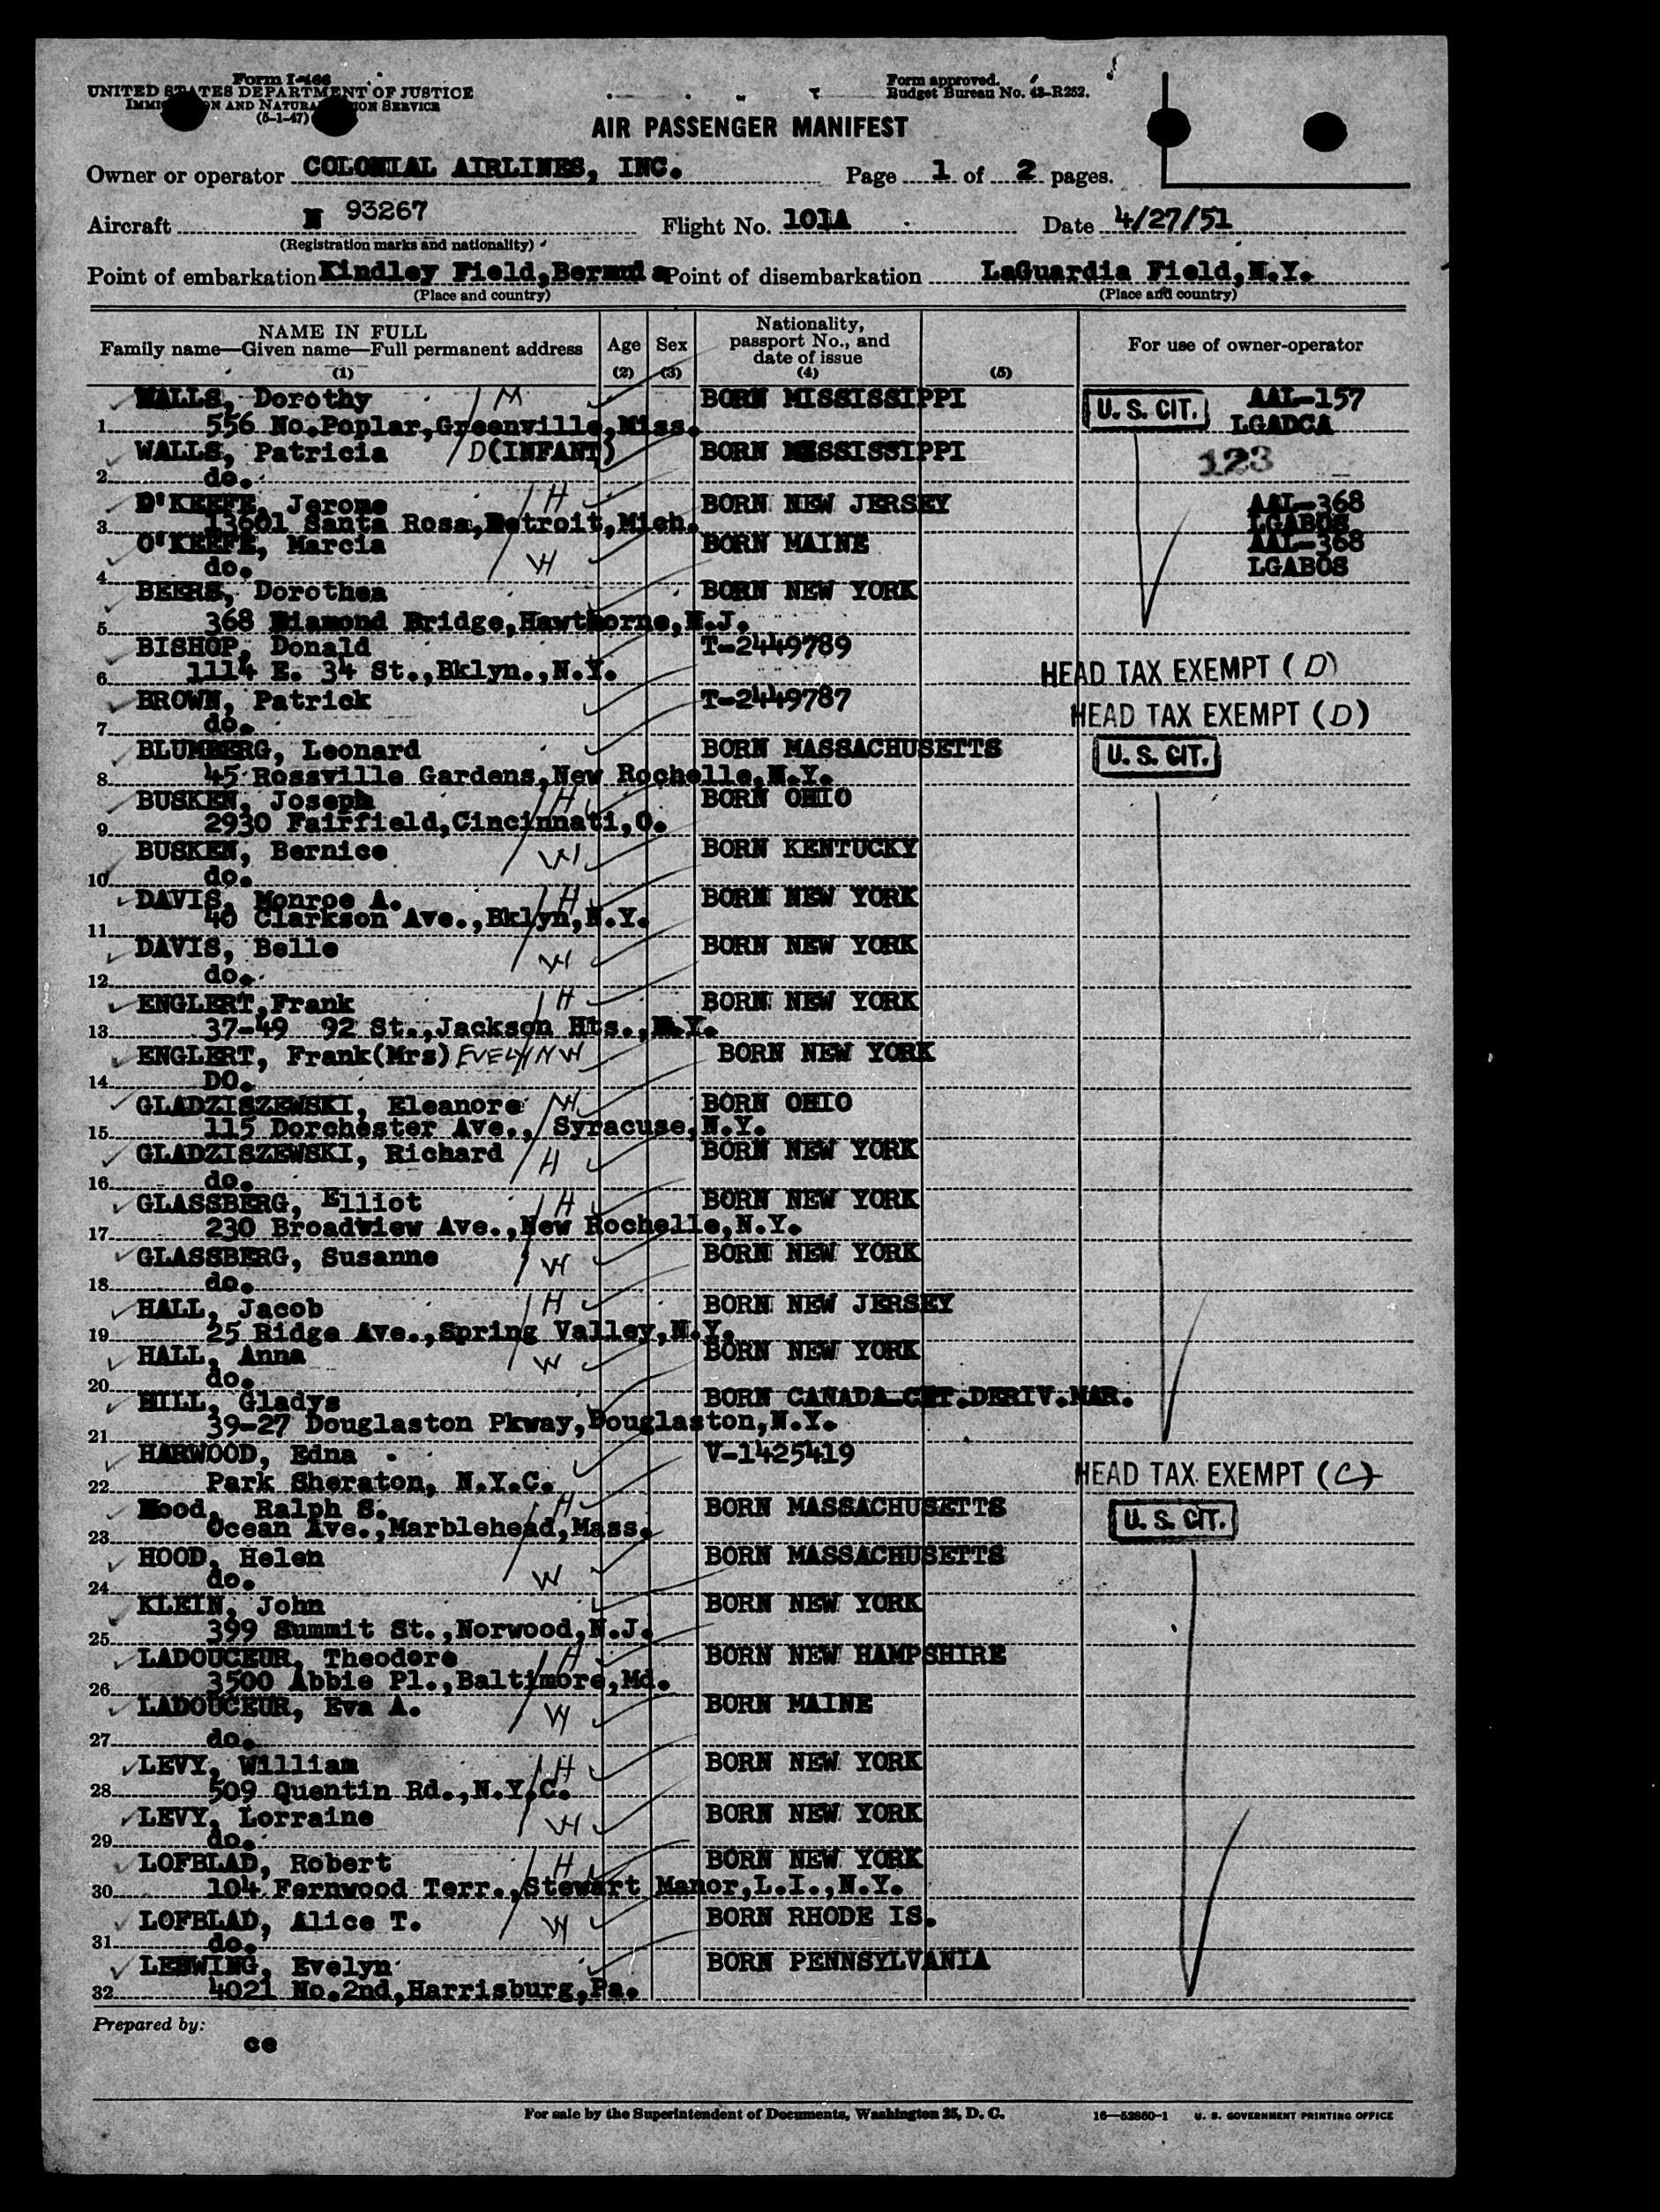 Form I-466
UNITED STATES DEPARTMENT OF JUSTICE
(5-1-47)
Form approved.
Budget Bureau No. 43-R252.
AIR PASSENGER MANIFEST
Owner or operator COLONIAL AIRLINES, INC. Page 1 of 2 pages.
Aircraft N 93267 Flight No. 101A Date 4/27/51
(Registration marks and nationality)
Point of embarkation Kindley Field,Bermuda Point of disembarkation LaGuardia Field,N.Y.
(Place and country) (Place and country)
NAME IN FULL
Family name—Given name—Full permanent address
(1)
Age
(2)
Sex
(3)
Nationality,
passport No., and
date of issue
(4)
(5)
For use of owner-operator
WALLS, Dorothy / M BORN MISSISSIPPI U. S. CIT. AAL-157
1 556 No.Poplar,Greenville,Miss. LGADCA
WALLS, Patricia / D(INFANT) BORN MISSISSIPPI 123
2 do.
O'KEEFE, Jerome / H BORN NEW JERSEY AAL-368
3 13601 Santa Rosa,Detroit,Mich. LGABOS
O'KEEFE, Marcia / W BORN MAINE AAL-368
4 do. LGABOS
BEERS, Dorothea BORN NEW YORK
5 368 Diamond Bridge,Hawthorne,N.J.
BISHOP, Donald T-2449789
6 1114 E. 34 St.,Bklyn.,N.Y. HEAD TAX EXEMPT (D)
BROWN, Patrick T-2449787
7 do. HEAD TAX EXEMPT (D)
BLUMBERG, Leonard BORN MASSACHUSETTS U. S. CIT.
8 45 Rossville Gardens,New Rochelle,N.Y.
BUSKEN, Joseph / H BORN OHIO
9 2930 Fairfield,Cincinnati,O.
BUSKEN, Bernice / W BORN KENTUCKY
10 do.
DAVIS, Monroe A. / H BORN NEW YORK
11 40 Clarkson Ave.,Bklyn,N.Y.
DAVIS, Belle / W BORN NEW YORK
12 do.
ENGLERT,Frank / H BORN NEW YORK
13 37-49 92 St.,Jackson Hts.,N.Y.
ENGLERT, Frank(Mrs) EVELYN W BORN NEW YORK
14 DO.
GLADZISZEWSKI, Eleanore / W BORN OHIO
15 115 Dorchester Ave., Syracuse,N.Y.
GLADZISZEWSKI, Richard / H BORN NEW YORK
16 do.
GLASSBERG, Elliot / H BORN NEW YORK
17 230 Broadview Ave.,New Rochelle,N.Y.
GLASSBERG, Susanne / W BORN NEW YORK
18 do.
HALL, Jacob / H BORN NEW JERSEY
19 25 Ridge Ave.,Spring Valley,N.Y.
HALL, Anna / W BORN NEW YORK
20 do.
HILL, Gladys BORN CANADA CRT.DERIV.MAR.
21 39-27 Douglaston Pkway,Douglaston,N.Y.
HARWOOD, Edna V-1425419
22 Park Sheraton, N.Y.C. HEAD TAX EXEMPT (C)
Hood, Ralph S. / H BORN MASSACHUSETTS U. S. CIT.
23 Ocean Ave.,Marblehead,Mass.
HOOD, Helen / W BORN MASSACHUSETTS
24 do.
KLEIN, John BORN NEW YORK
25 399 Summit St.,Norwood,N.J.
LADOUCEUR, Theodore / H BORN NEW HAMPSHIRE
26 3500 Abbie Pl.,Baltimore,Md.
LADOUCEUR, Eva A. / W BORN MAINE
27 do.
LEVY, William / H BORN NEW YORK
28 509 Quentin Rd.,N.Y.C.
LEVY, Lorraine / W BORN NEW YORK
29 do.
LOFBLAD, Robert / H BORN NEW YORK
30 104 Fernwood Terr.,Stewart Manor,L.I.,N.Y.
LOFBLAD, Alice T. / W BORN RHODE IS.
31 do.
Evelyn BORN PENNSYLVANIA
32 4021 No.2nd,Harrisburg,Pa.
Prepared by:
ce
For sale by the Superintendent of Documents, Washington 25, D. C. 16—52860-1 U. S. GOVERNMENT PRINTING OFFICE